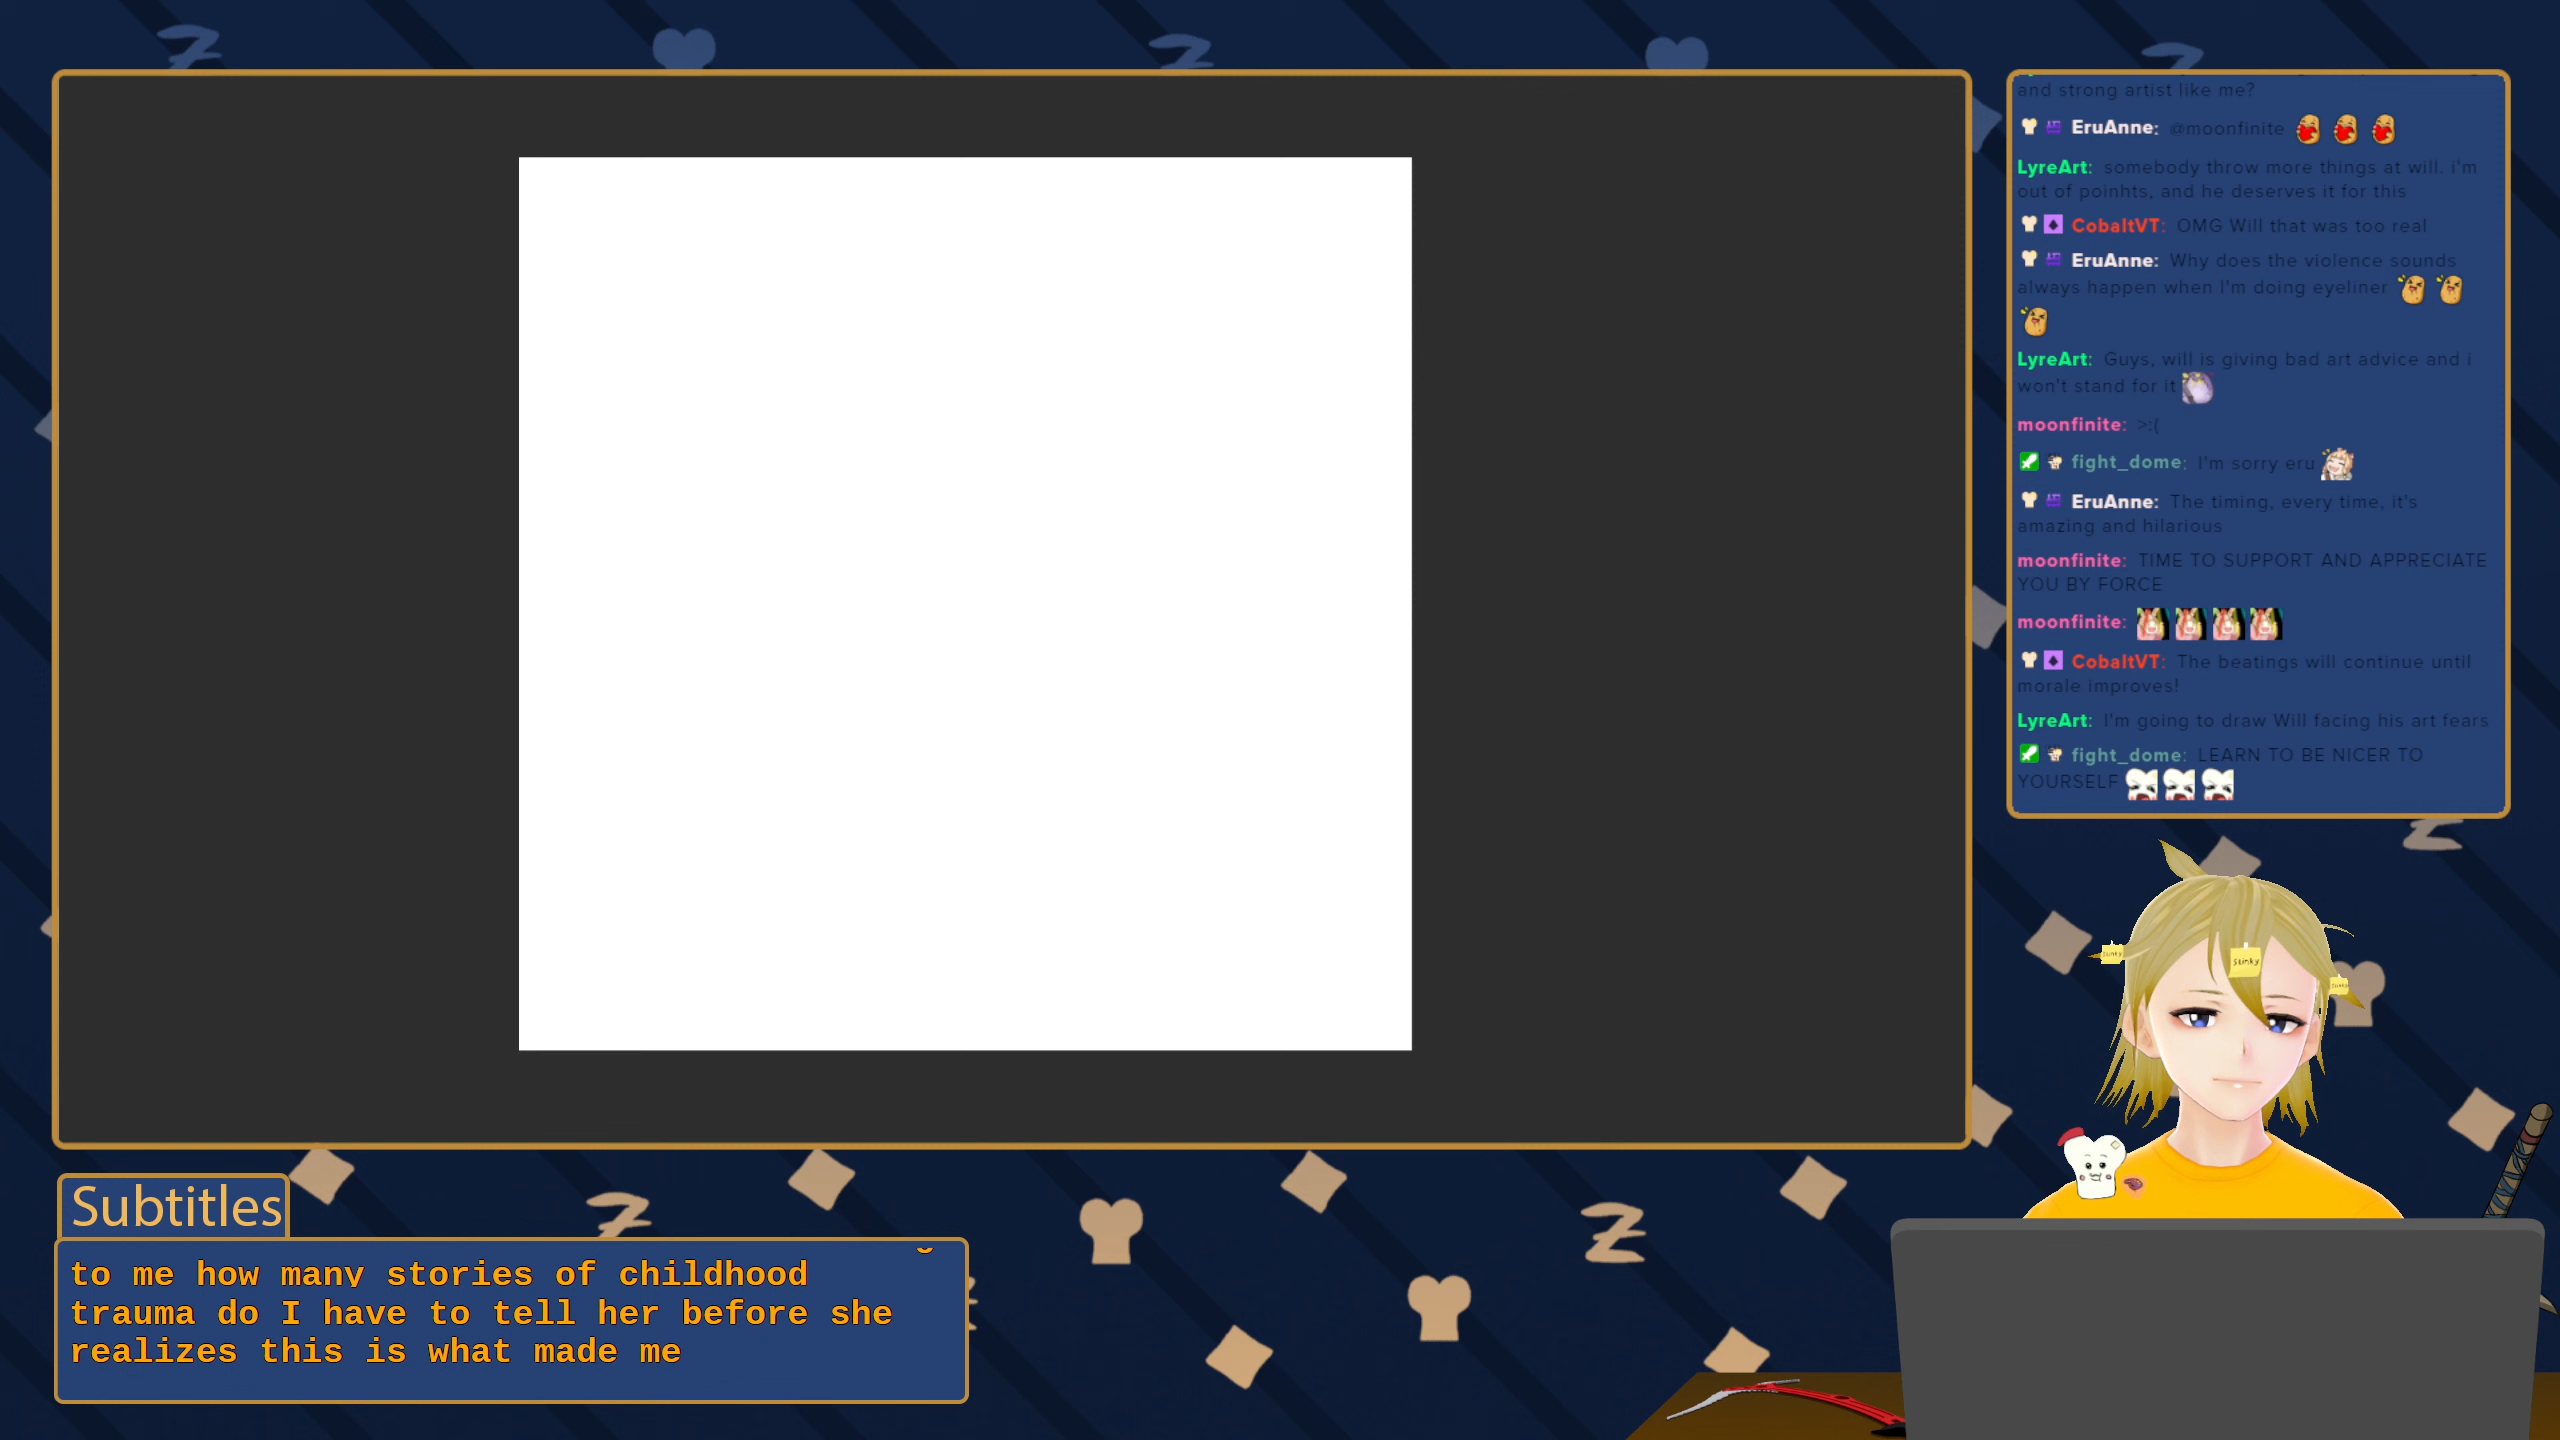 and strong artist like me?
EruAnne: @moonfinite
LyreArt: somebody throw more things at will. i'm
out of poinhts, and he deserves it for this
CobaltVT: OMG Will that was too real
EruAnne: Why does the violence sounds
always happen when I'm doing eyeliner
LyreArt: Guys, will is giving bad art advice and i
won't stand for it
moonfinite: >:(
fight_dome: I'm sorry eru
EruAnne: The timing, every time, it's
amazing and hilarious
moonfinite: TIME TO SUPPORT AND APPRECIATE
YOU BY FORCE
moonfinite:
CobaltVT: The beatings will continue until
morale improves!
LyreArt: I'm going to draw Will facing his art fears
fight_dome: LEARN TO BE NICER TO
YOURSELF
Stinky
Subtitles
to me how many stories of childhood
trauma do I have to tell her before she
realizes this is what made me